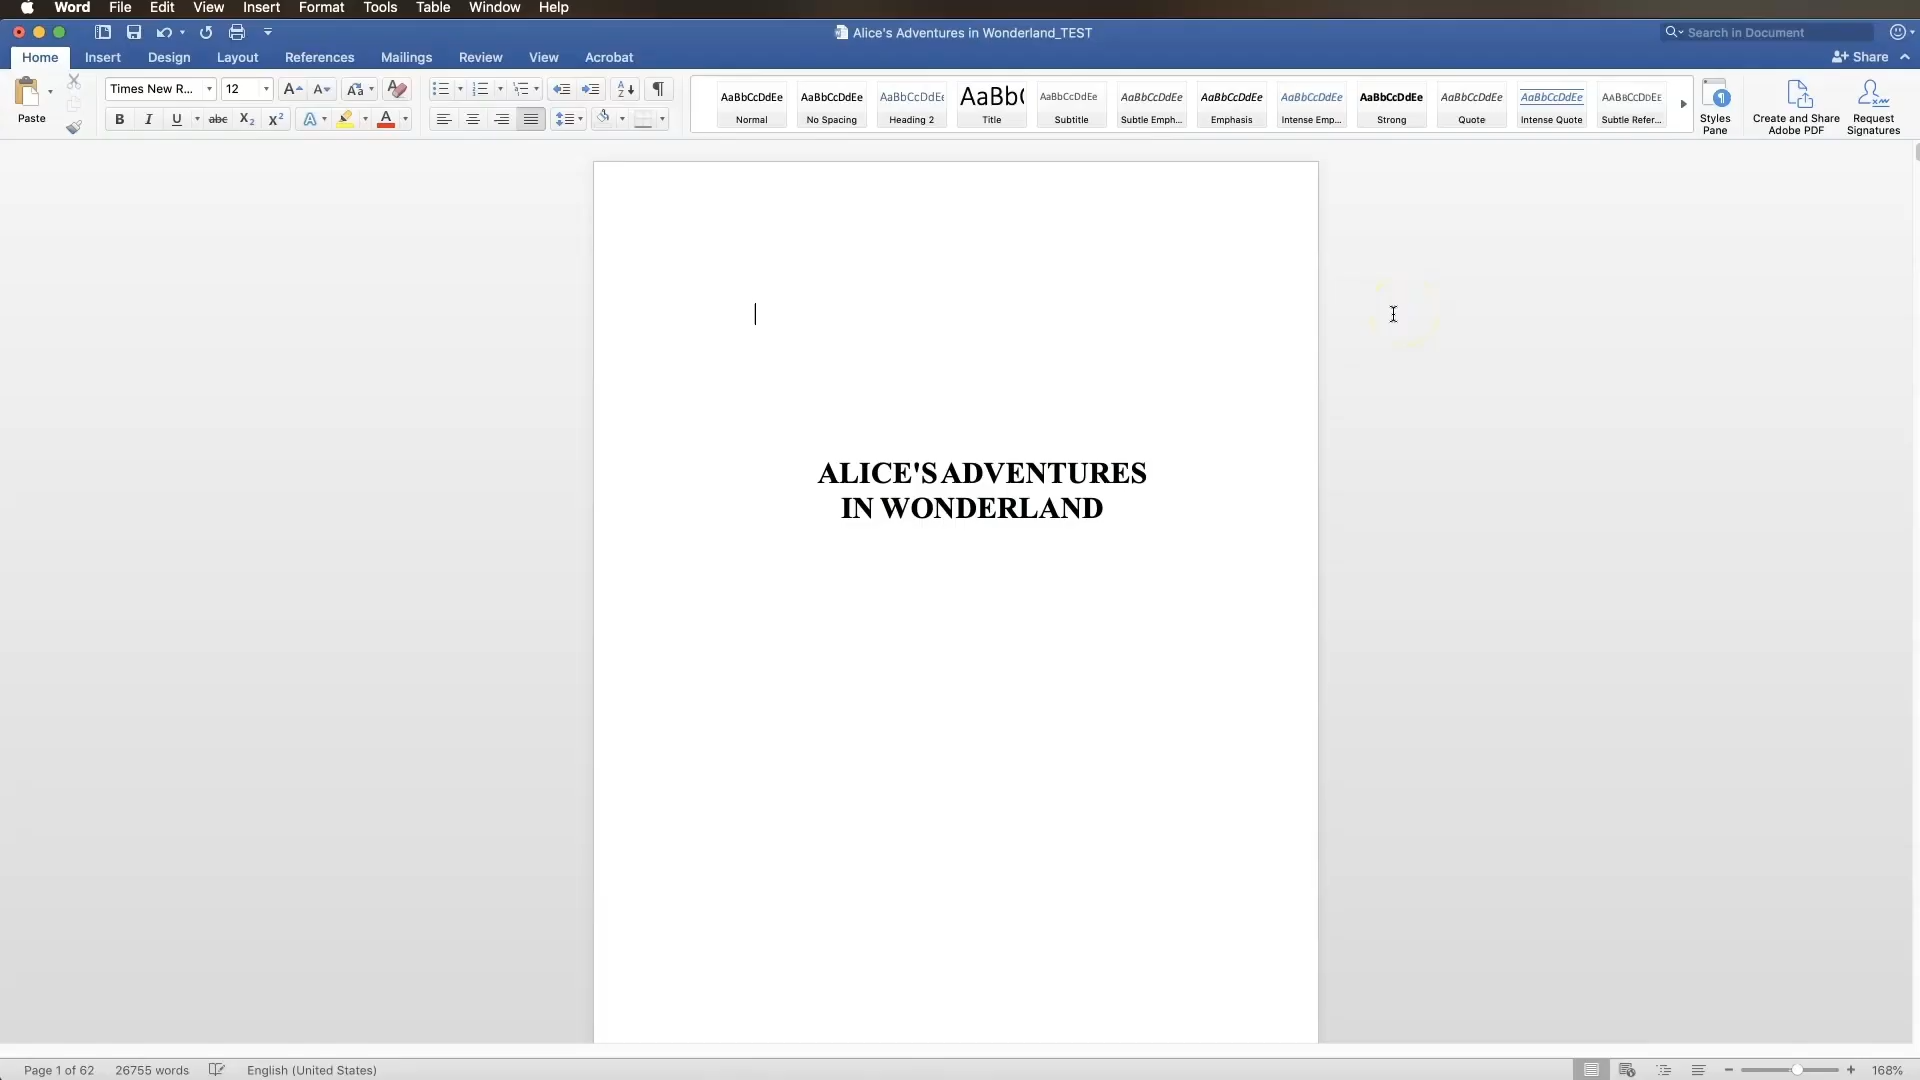 Word File Edit View Insert Format Tools Table Window Help
Alice's Adventures in Wonderland_TEST
Search in Document
Home Insert Design Layout References Mailings Review View Acrobat
Share
Paste
Times New R... 12
A A Aa A
B I U abc X2 X2 A A
A Z
¶
AaBbCcDdEe AaBbCcDdEe AaBbCcDdEe AaBb( AaBbCcDdEe AaBbCcDdEe AaBbCcDdEe AaBbCcDdEe AaBbCcDdEe AaBbCcDdEe AaBbCcDdEe AaBbCcDdEe
Normal No Spacing Heading 2 Title Subtitle Subtle Emph... Emphasis Intense Emp... Strong Quote Intense Quote Subtle Refer...
Styles
Pane
Create and Share
Adobe PDF
Request
Signatures
ALICE'S ADVENTURES
IN WONDERLAND
Page 1 of 62 26755 words English (United States) 168%